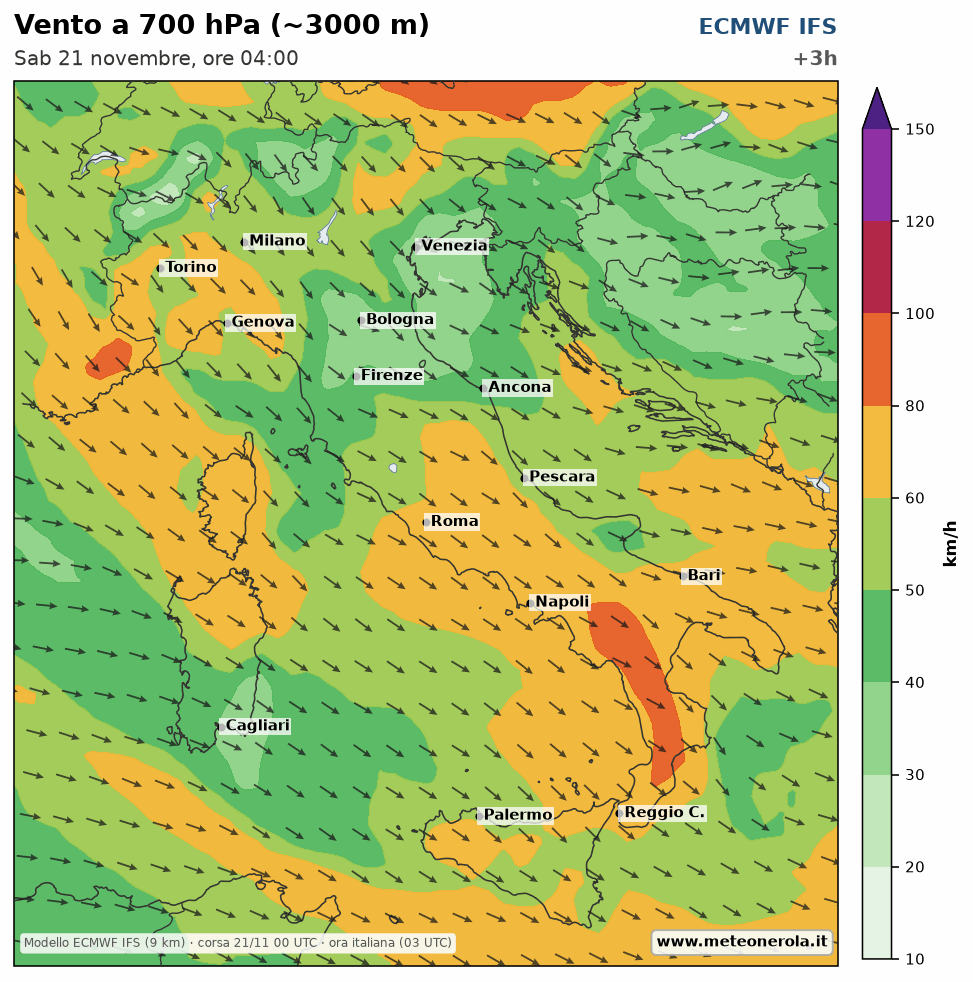 Vento a 700 hPa (~3000 m)
ECMWF IFS
Sab 21 novembre, ore 04:00
+3h
150
120
100
80
60
50
40
30
20
10
km/h
Milano
Venezia
Torino
Genova
Bologna
Firenze
Ancona
Pescara
Roma
Bari
Napoli
Cagliari
Palermo
Reggio C.
Modello ECMWF IFS (9 km) · corsa 21/11 00 UTC · ora italiana (03 UTC)
www.meteonerola.it